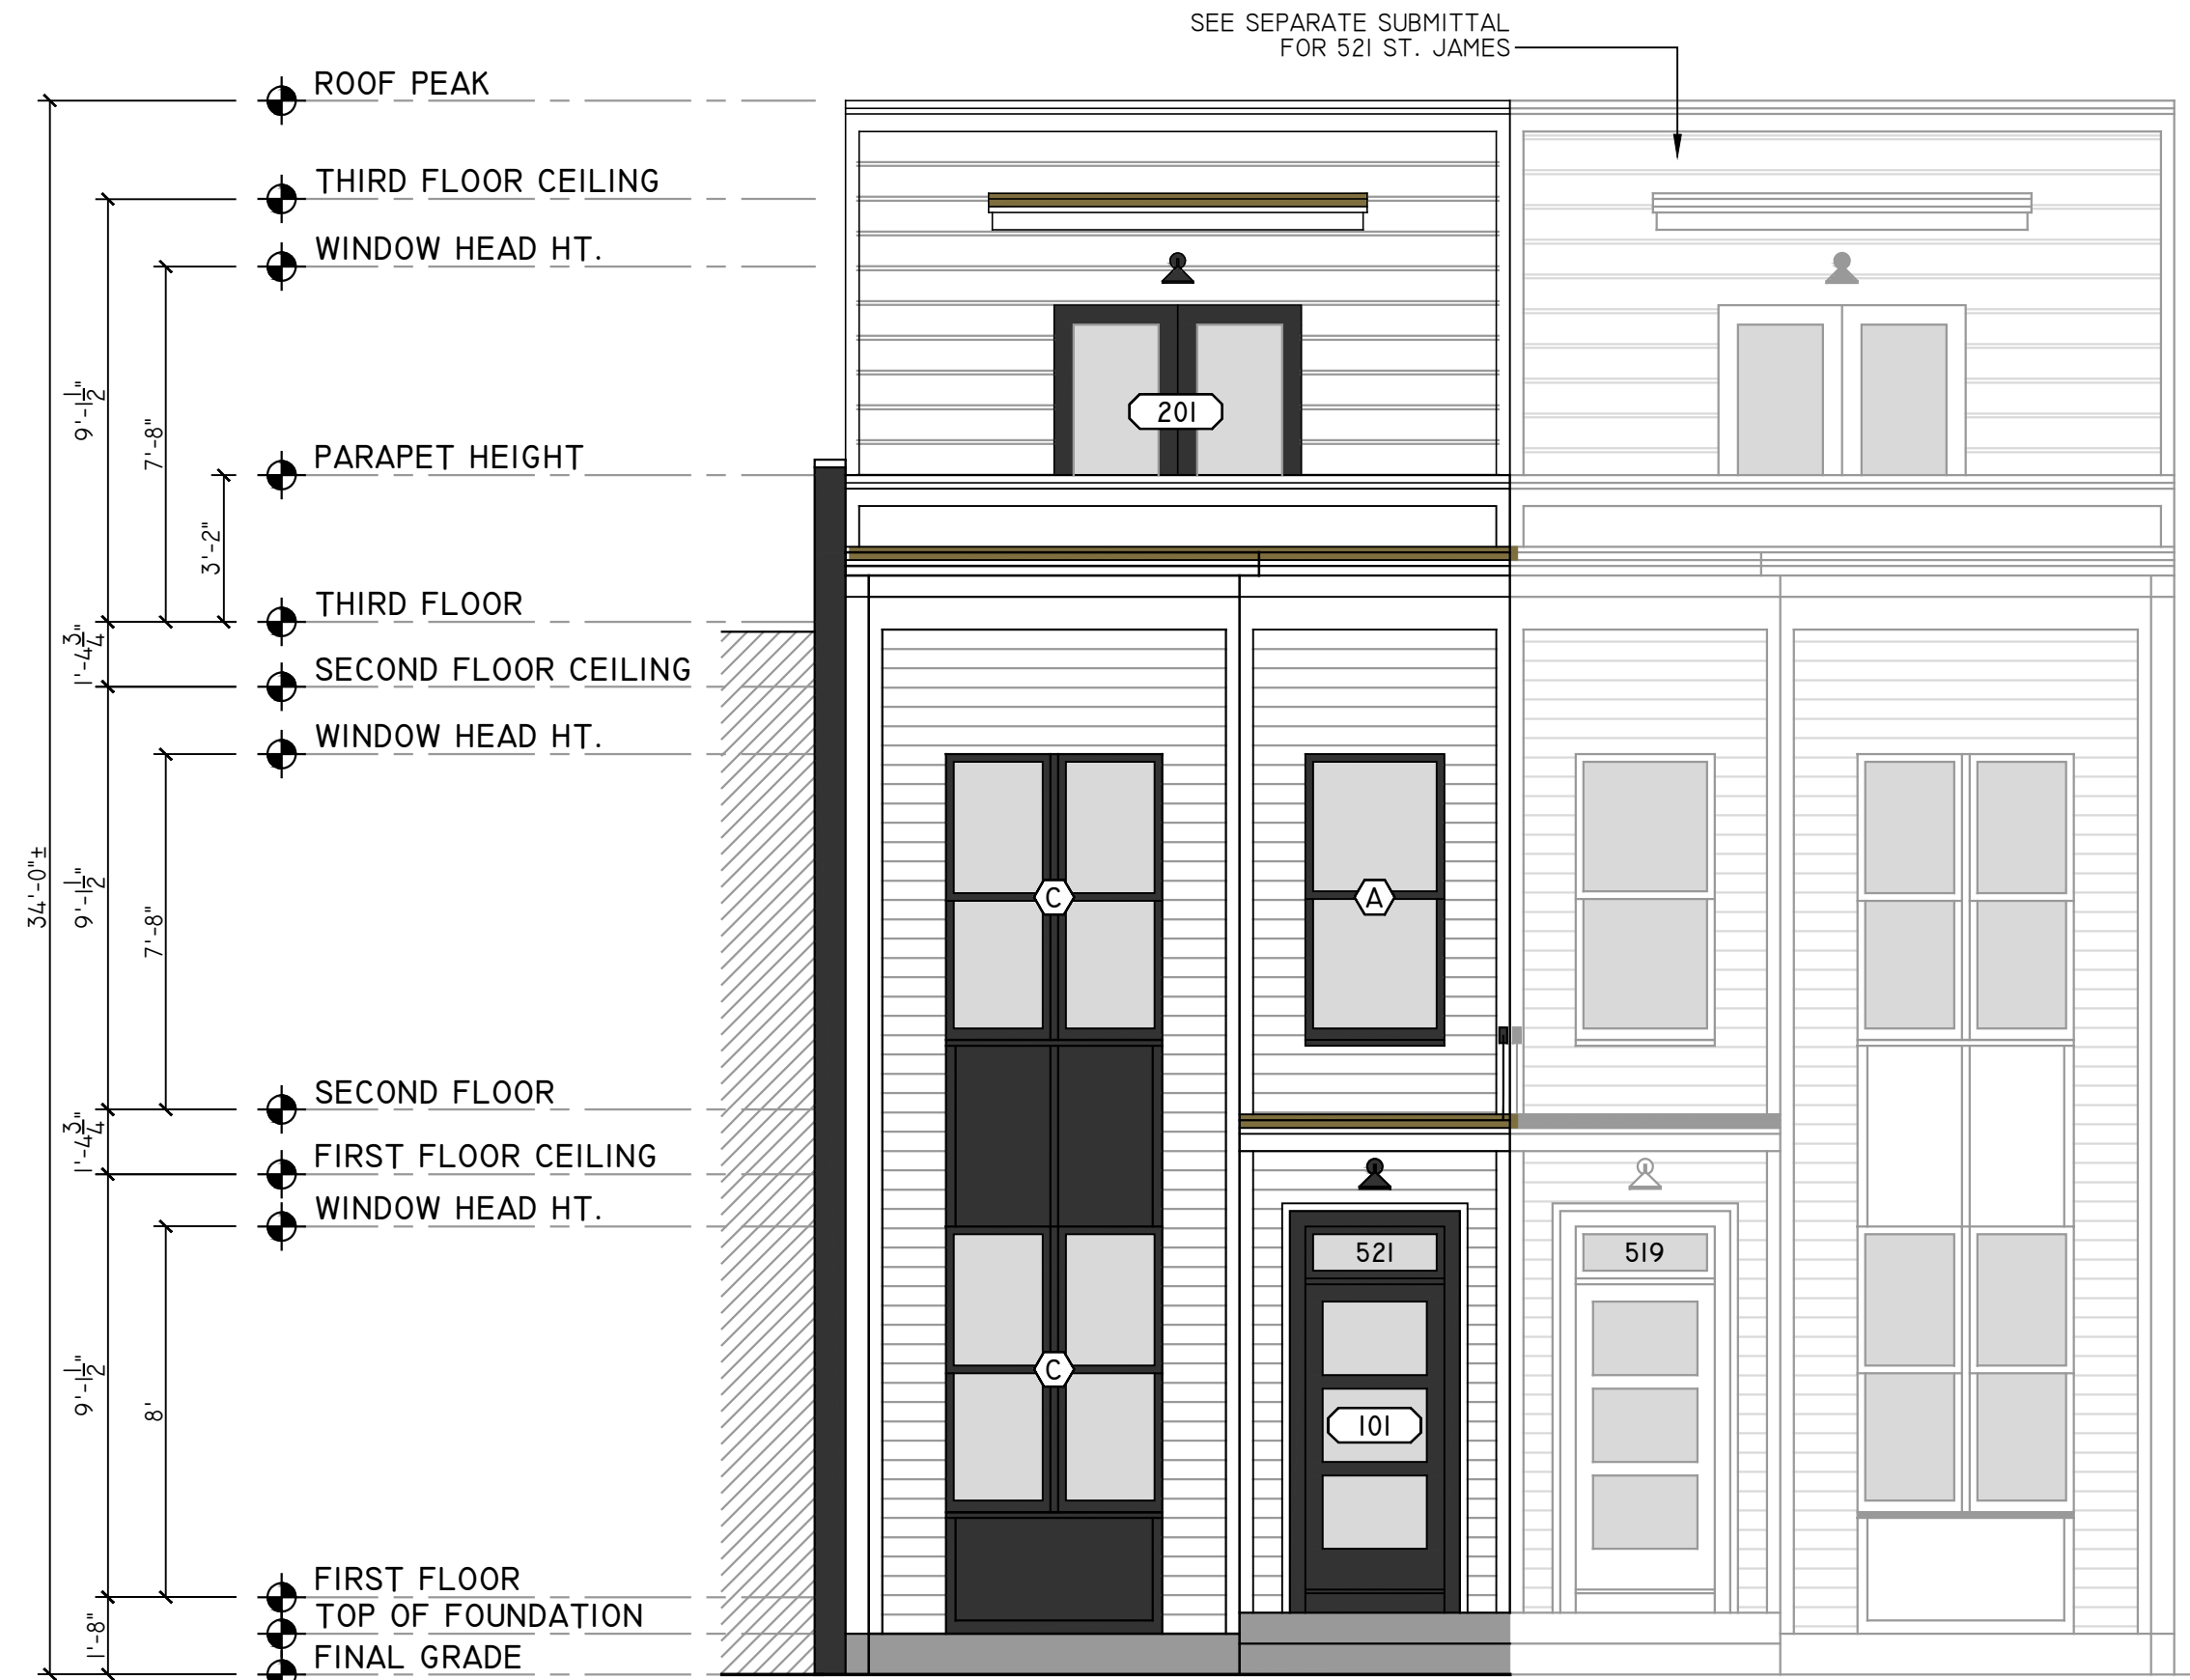 SEE SEPARATE SUBMITTAL
FOR 521 ST. JAMES
ROOF PEAK
THIRD FLOOR CEILING
WINDOW HEAD HT.
201
9'-1 1/2"
7'-8"
PARAPET HEIGHT
3'-2"
THIRD FLOOR
1'-4 3/4"
SECOND FLOOR CEILING
WINDOW HEAD HT.
34'-0"±
9'-1 1/2"
7'-8"
C
A
SECOND FLOOR
1'-4 3/4"
FIRST FLOOR CEILING
WINDOW HEAD HT.
521
519
9'-1 1/2"
8'
C
101
FIRST FLOOR
TOP OF FOUNDATION
1'-8"
FINAL GRADE